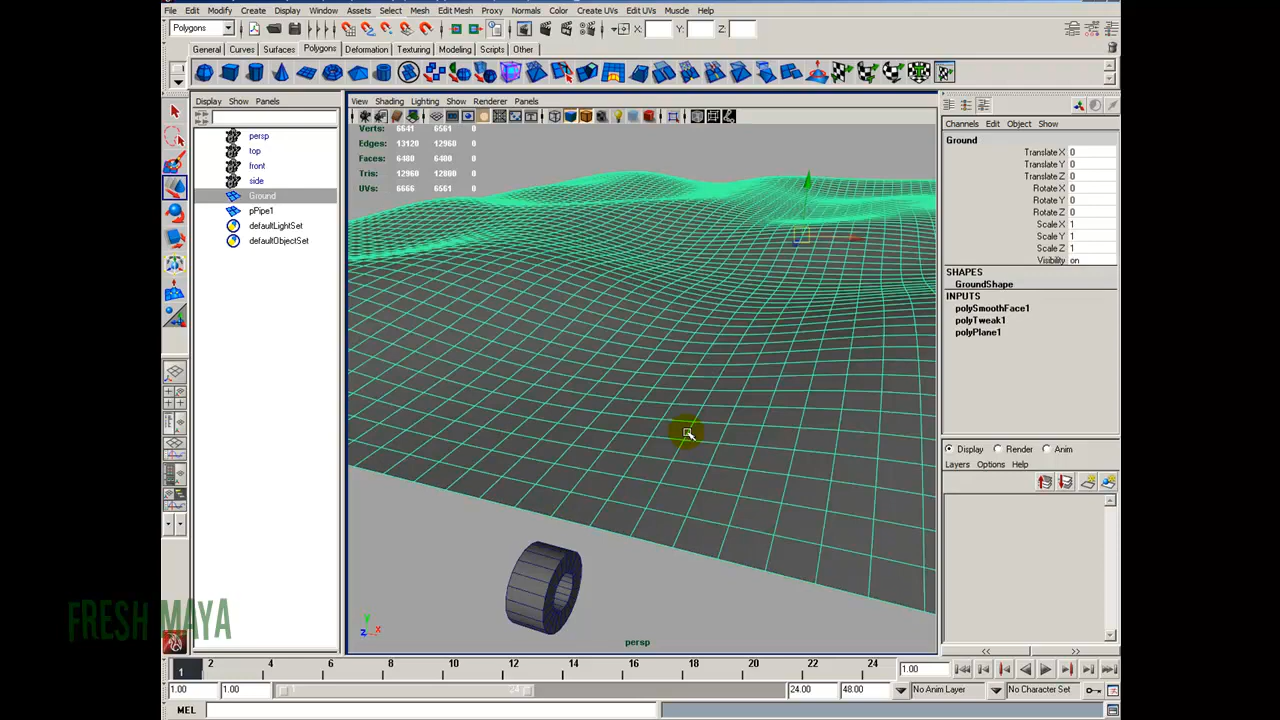 File Edit Modify Create Display Window Assets Select Mesh Edit Mesh Proxy Normals Color Create UVs Edit UVs Muscle Help
Polygons X: Y: Z:
General Curves Surfaces Polygons Deformation Texturing Modeling Scripts Other
Display Show Panels
View Shading Lighting Show Renderer Panels
Channels Edit Object Show
persp
top
front
side
Ground
pPipe1
defaultLightSet
defaultObjectSet
Verts: 6641 6561 0
Edges: 13120 12960 0
Faces: 6480 6400 0
Tris: 12960 12800 0
UVs: 6666 6561 0
Ground
Translate X 0
Translate Y 0
Translate Z 0
Rotate X 0
Rotate Y 0
Rotate Z 0
Scale X 1
Scale Y 1
Scale Z 1
Visibility on
SHAPES
GroundShape
INPUTS
polySmoothFace1
polyTweak1
polyPlane1
Display Render Anim
Layers Options Help
FRESH MAYA
y
z x
persp
1 2 4 6 8 10 12 14 16 18 20 22 24 1.00
1.00 1.00 1 24 24.00 48.00 No Anim Layer No Character Set
MEL